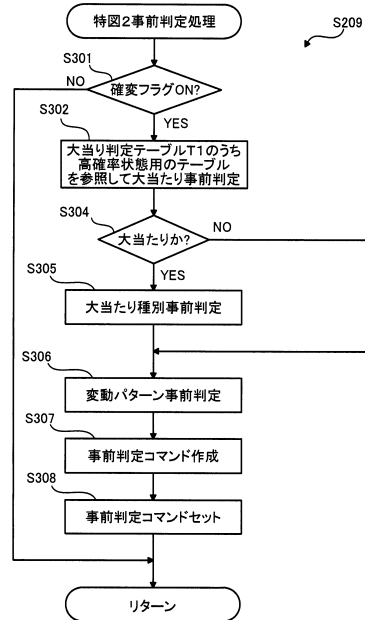 特図2事前判定処理
S209
S301
確変フラグON?
NO
YES
S302
大当り判定テーブルT1のうち
高確率状態用のテーブル
を参照して大当たり事前判定
S304
大当たりか?
NO
YES
S305
大当たり種別事前判定
S306
変動パターン事前判定
S307
事前判定コマンド作成
S308
事前判定コマンドセット
リターン